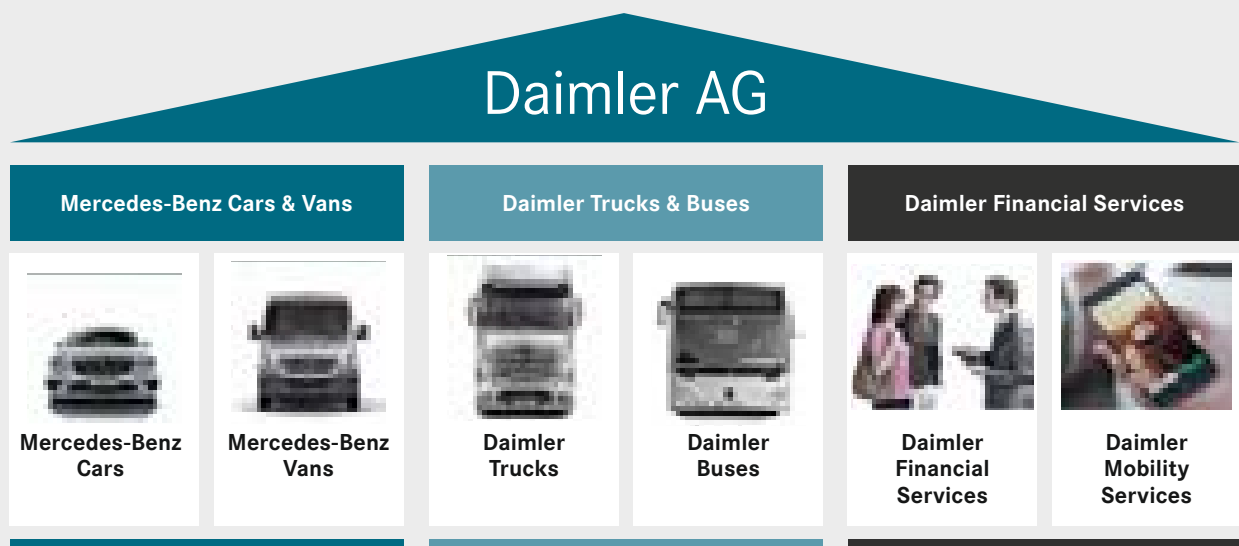 Daimler AG
Mercedes-Benz Cars & Vans
Daimler Trucks & Buses
Daimler Financial Services
Mercedes-Benz
Cars
Mercedes-Benz
Vans
Daimler
Trucks
Daimler
Buses
Daimler
Financial
Services
Daimler
Mobility
Services